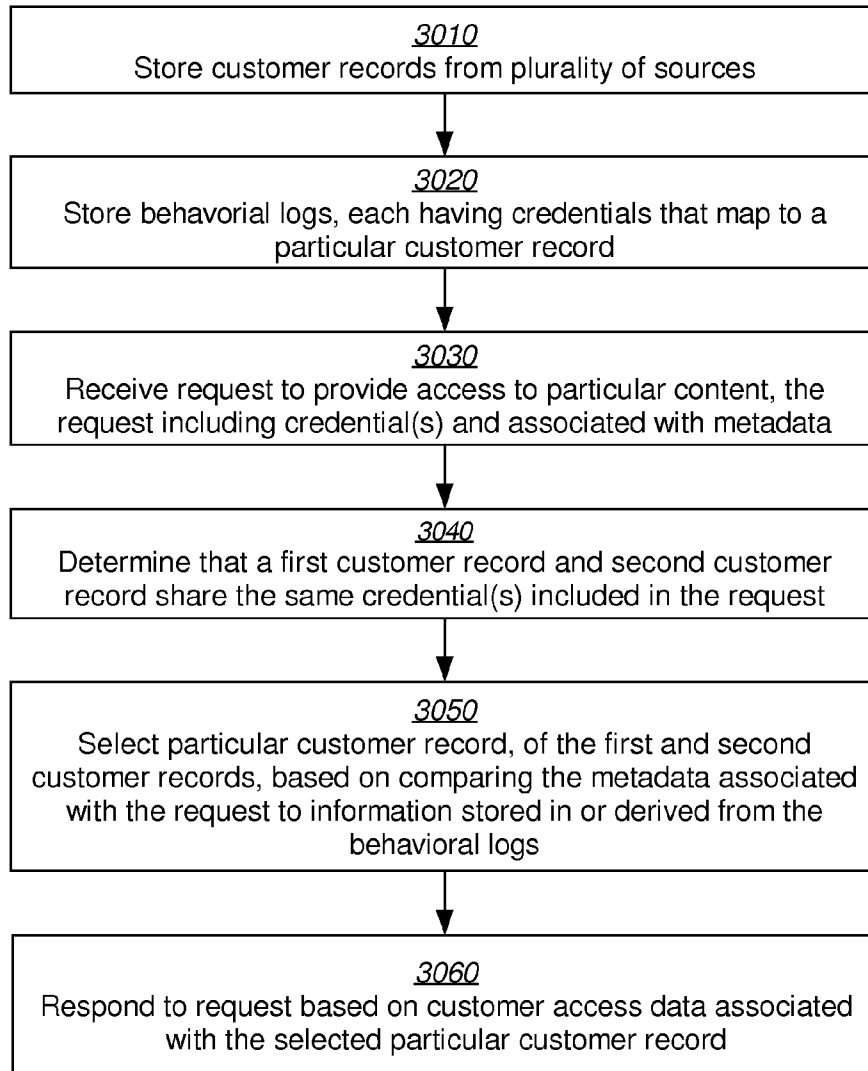 3010
Store customer records from plurality of sources
3020
Store behavorial logs, each having credentials that map to a
particular customer record
3030
Receive request to provide access to particular content, the
request including credential(s) and associated with metadata
3040
Determine that a first customer record and second customer
record share the same credential(s) included in the request
3050
Select particular customer record, of the first and second
customer records, based on comparing the metadata associated
with the request to information stored in or derived from the
behavioral logs
3060
Respond to request based on customer access data associated
with the selected particular customer record